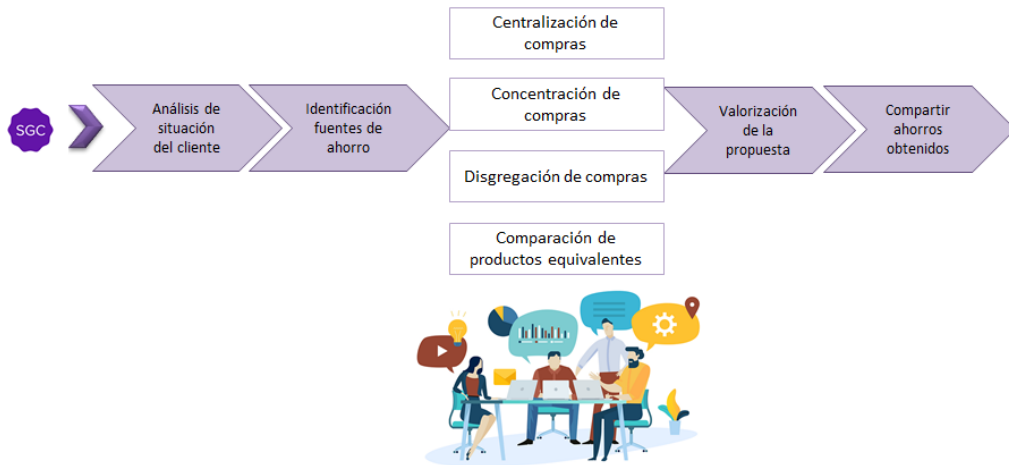 SGC
Análisis de
situación
del cliente
Identificación
fuentes de
ahorro
Centralización de
compras
Concentración de
compras
Disgregación de compras
Comparación de
productos equivalentes
Valorización
de la
propuesta
Compartir
ahorros
obtenidos